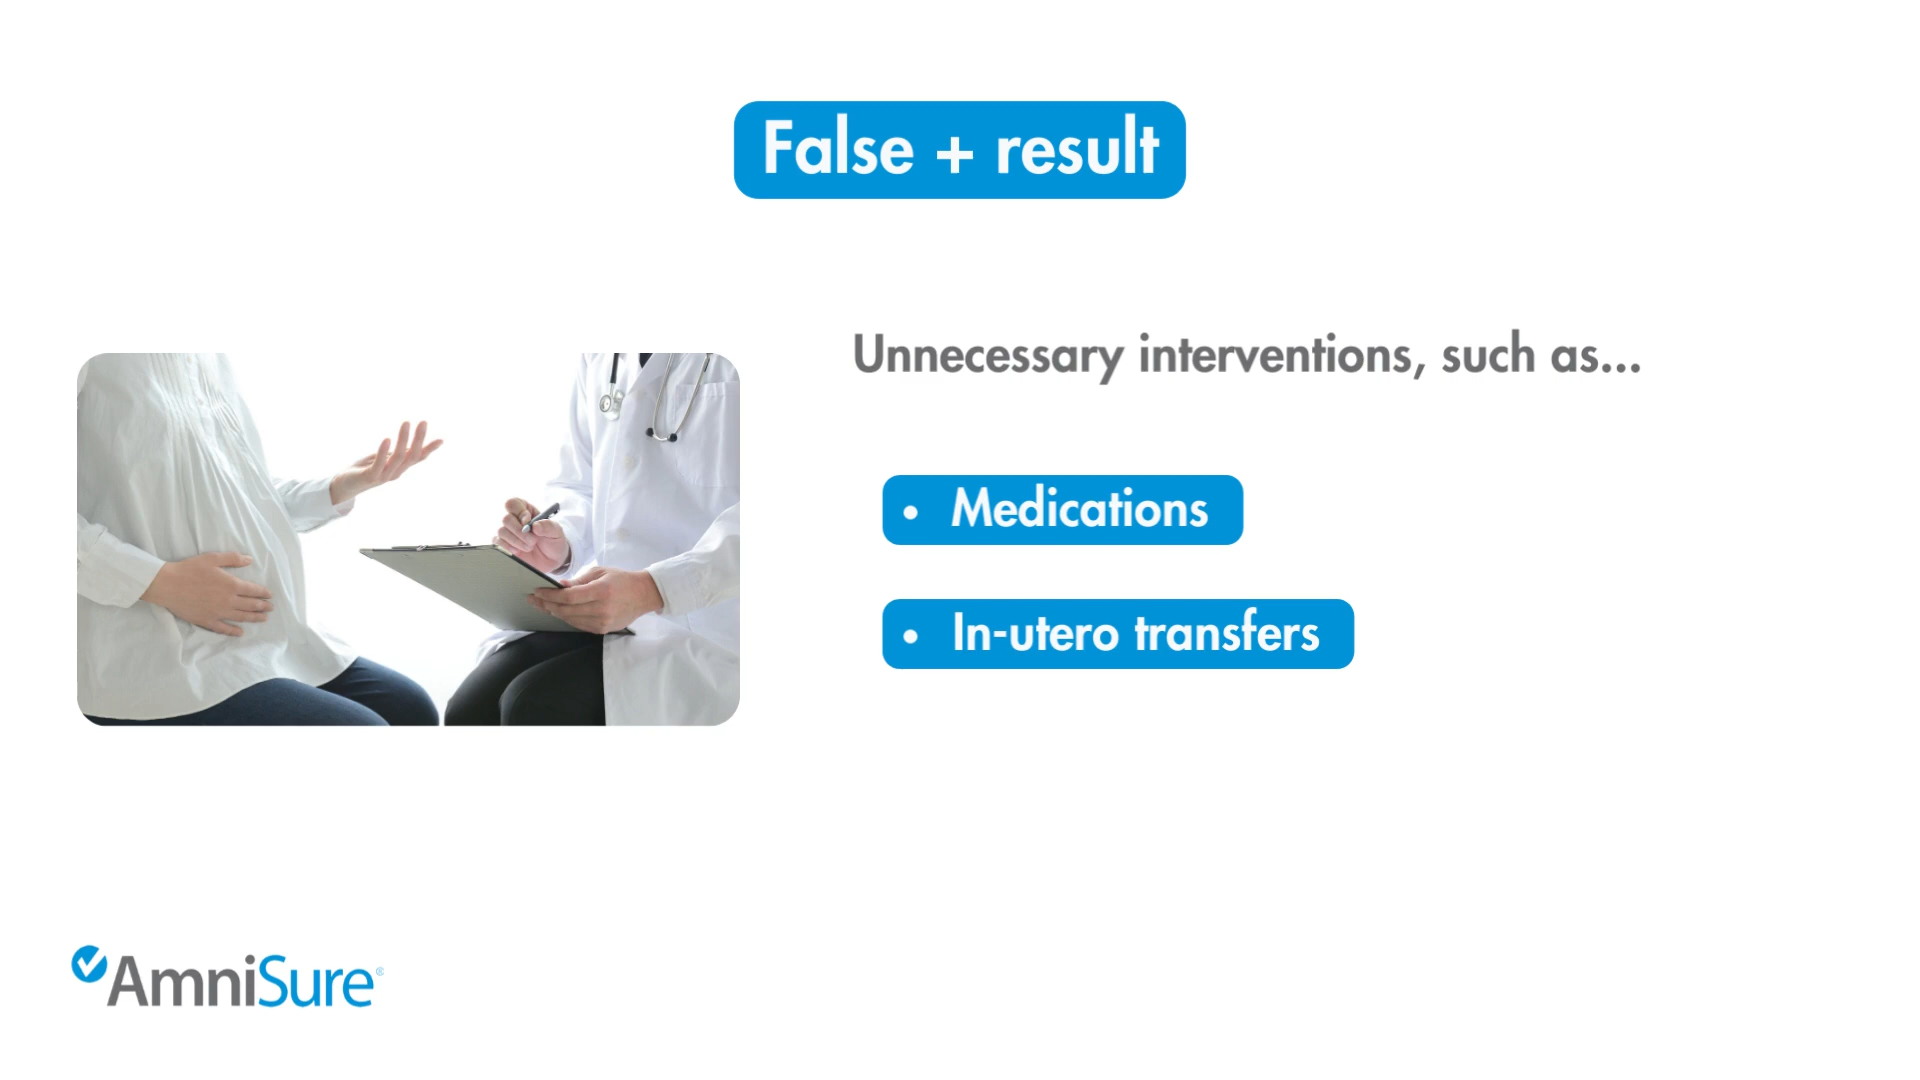 False + result
Unnecessary interventions, such as...
• Medications
• In-utero transfers
AmniSure®